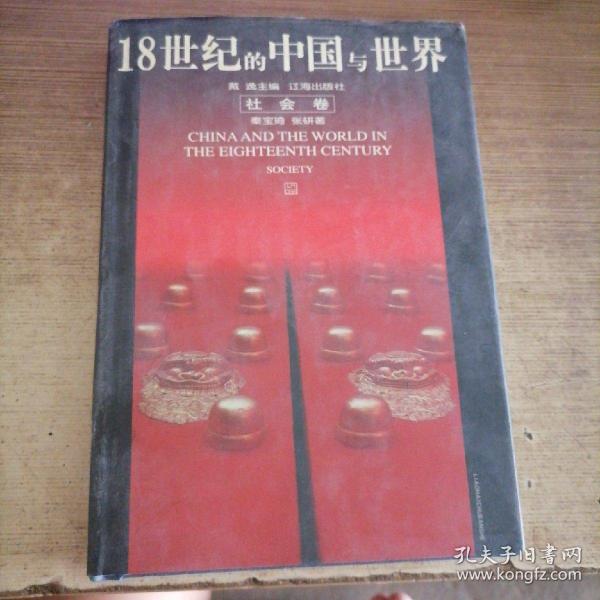 18世纪的中国与世界
戴 逸主编 辽海出版社
社 会 卷
秦宝琦 张研著
CHINA AND THE WORLD IN
THE EIGHTEENTH CENTURY
SOCIETY
孔夫子旧书网
www.kongfz.com